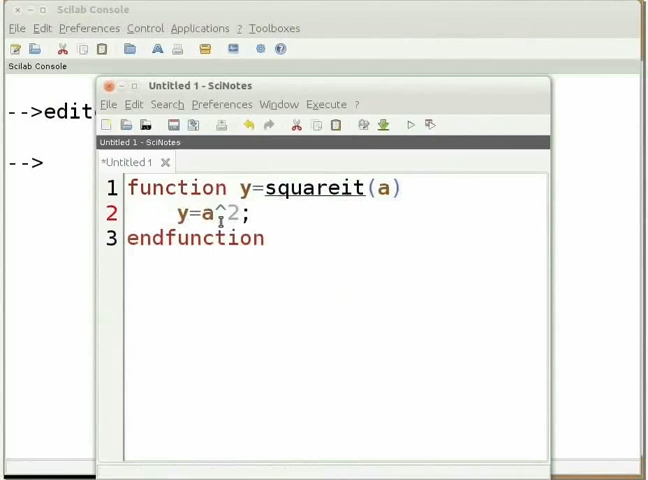 Scilab Console
File Edit Preferences Control Applications ? Toolboxes
Scilab Console
-->edit
-->
Untitled 1 - SciNotes
File Edit Search Preferences Window Execute ?
Untitled 1 - SciNotes
*Untitled 1
1 function y=squareit(a)
2 y=a^2;
3 endfunction